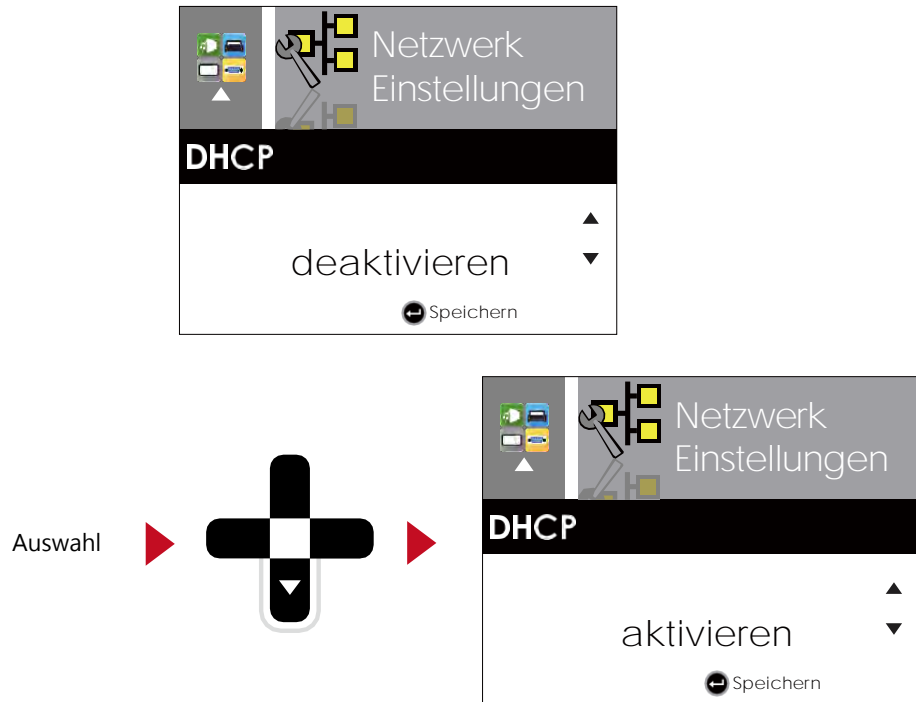 Netzwerk
Einstellungen
DHCP
deaktivieren
Speichern
Auswahl
Netzwerk
Einstellungen
DHCP
aktivieren
Speichern